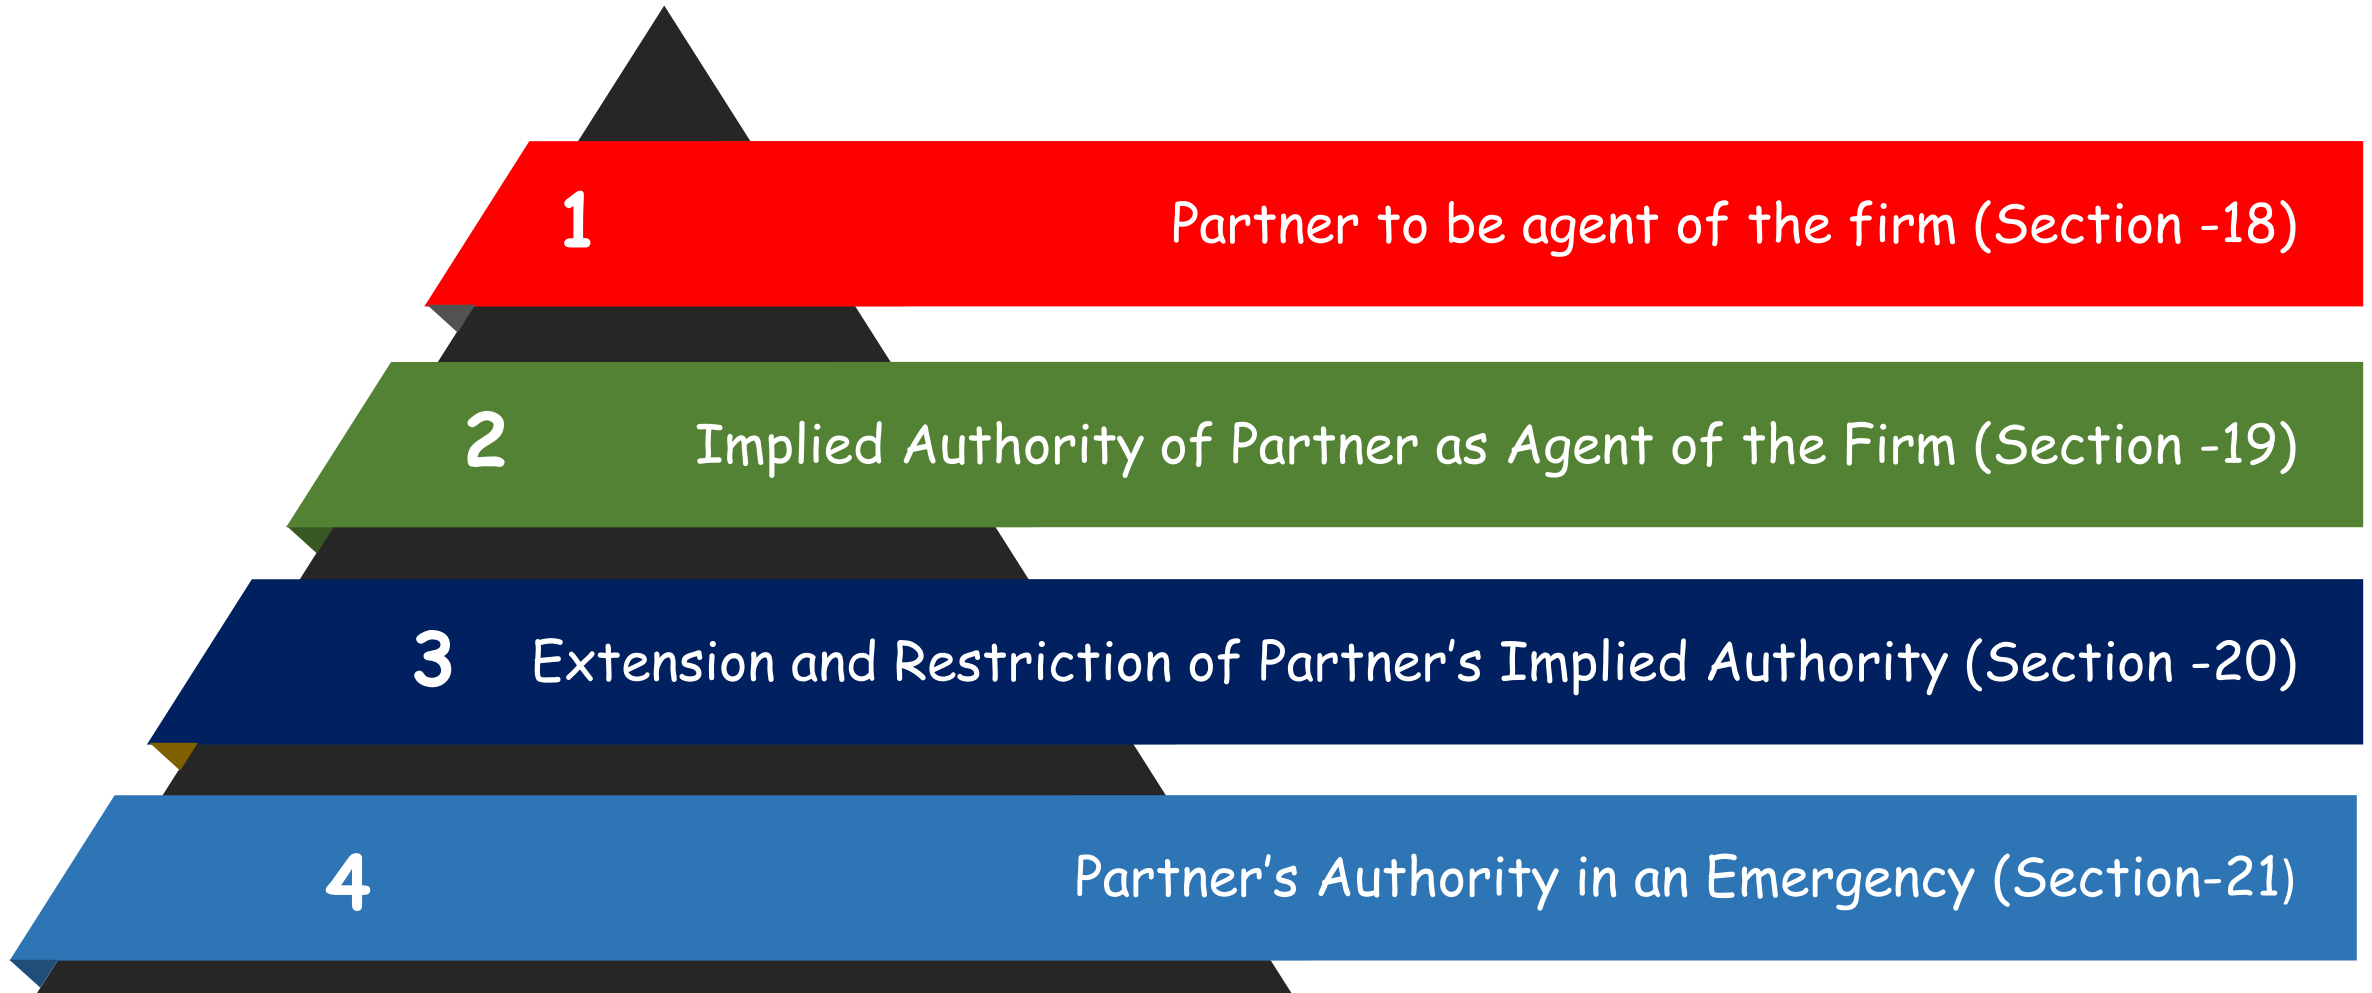 1 Partner to be agent of the firm (Section -18)
2 Implied Authority of Partner as Agent of the Firm (Section -19)
3 Extension and Restriction of Partner’s Implied Authority (Section -20)
4 Partner’s Authority in an Emergency (Section-21)